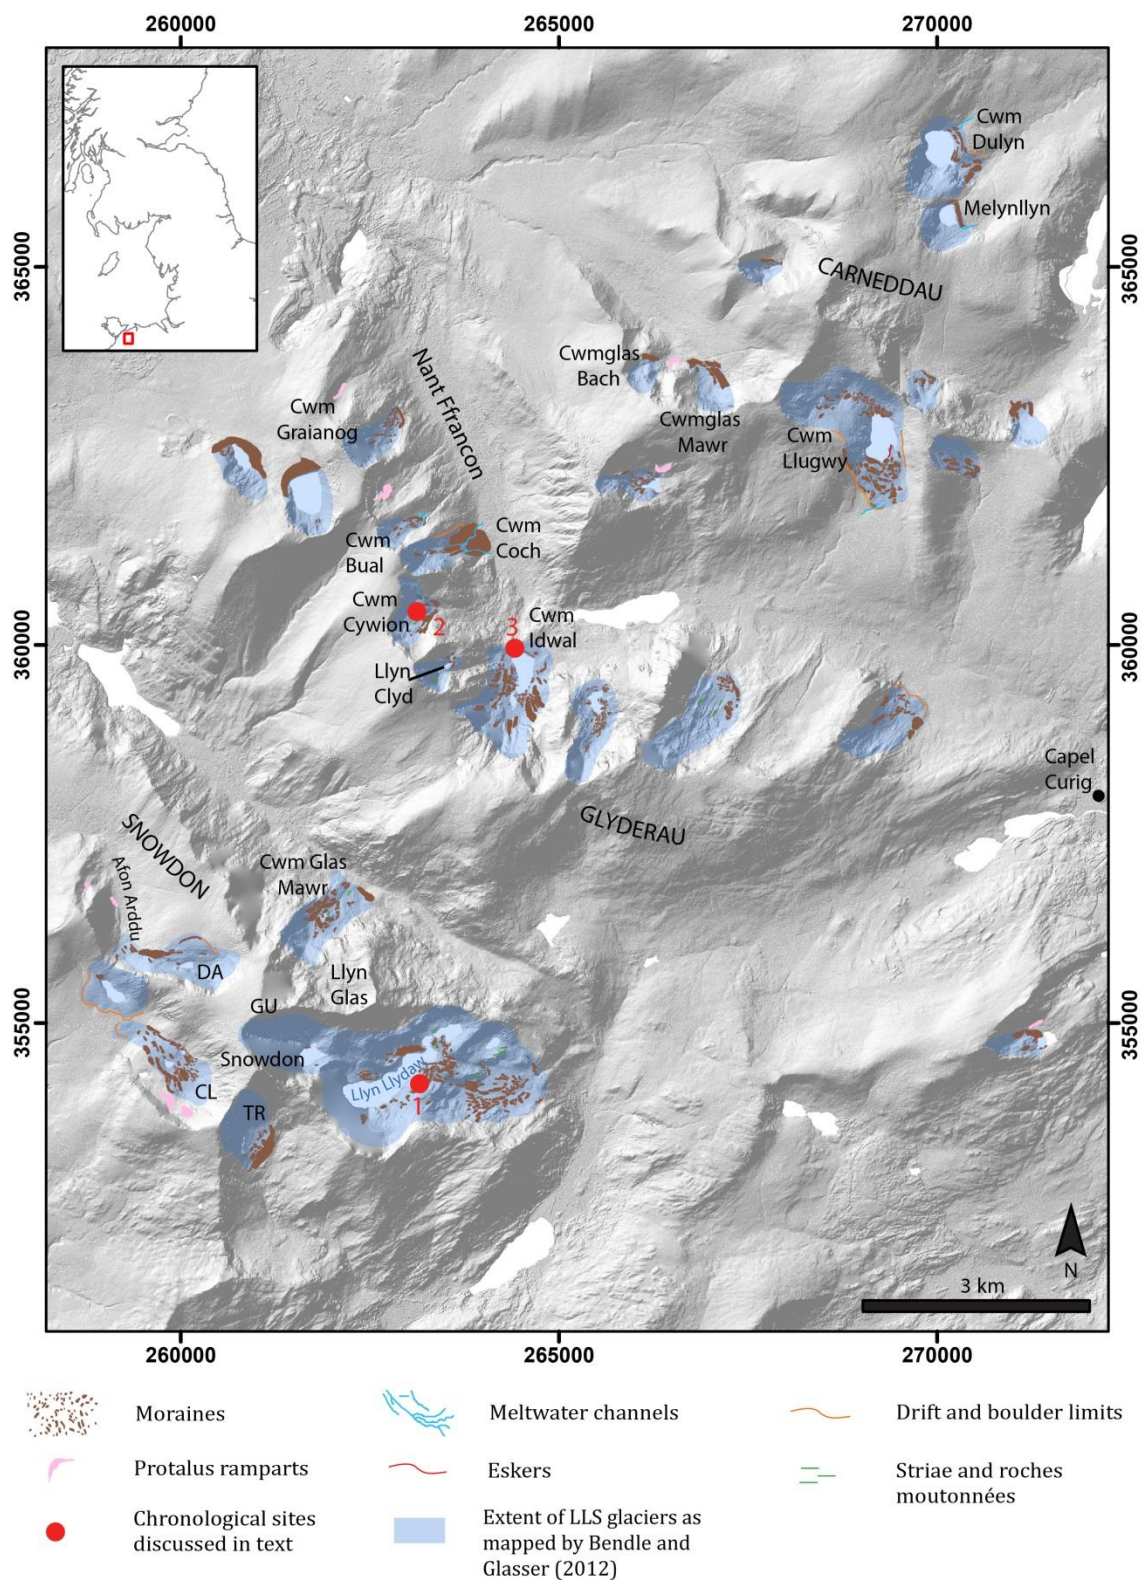 260000
265000
270000
Cwm
Dulyn
Melynllyn
365000
365000
CARNEDDAU
Nant Ffrancon
Cwmglas
Bach
Cwm
Graianog
Cwmglas
Mawr
Cwm
Llugwy
Cwm
Bual
Cwm
Coch
Cwm
Cywion
2
3
Cwm
Idwal
360000
360000
Llyn
Clyd
Capel
Curig
GLYDERAU
SNOWDON
Afon Arddu
Cwm Glas
Mawr
DA
Llyn
Glas
GU
355000
355000
Snowdon
Llyn Llydaw
CL
1
TR
N
3 km
260000
265000
270000
Moraines
Meltwater channels
Drift and boulder limits
Protalus ramparts
Eskers
Striae and roches
moutonnées
Chronological sites
discussed in text
Extent of LLS glaciers as
mapped by Bendle and
Glasser (2012)